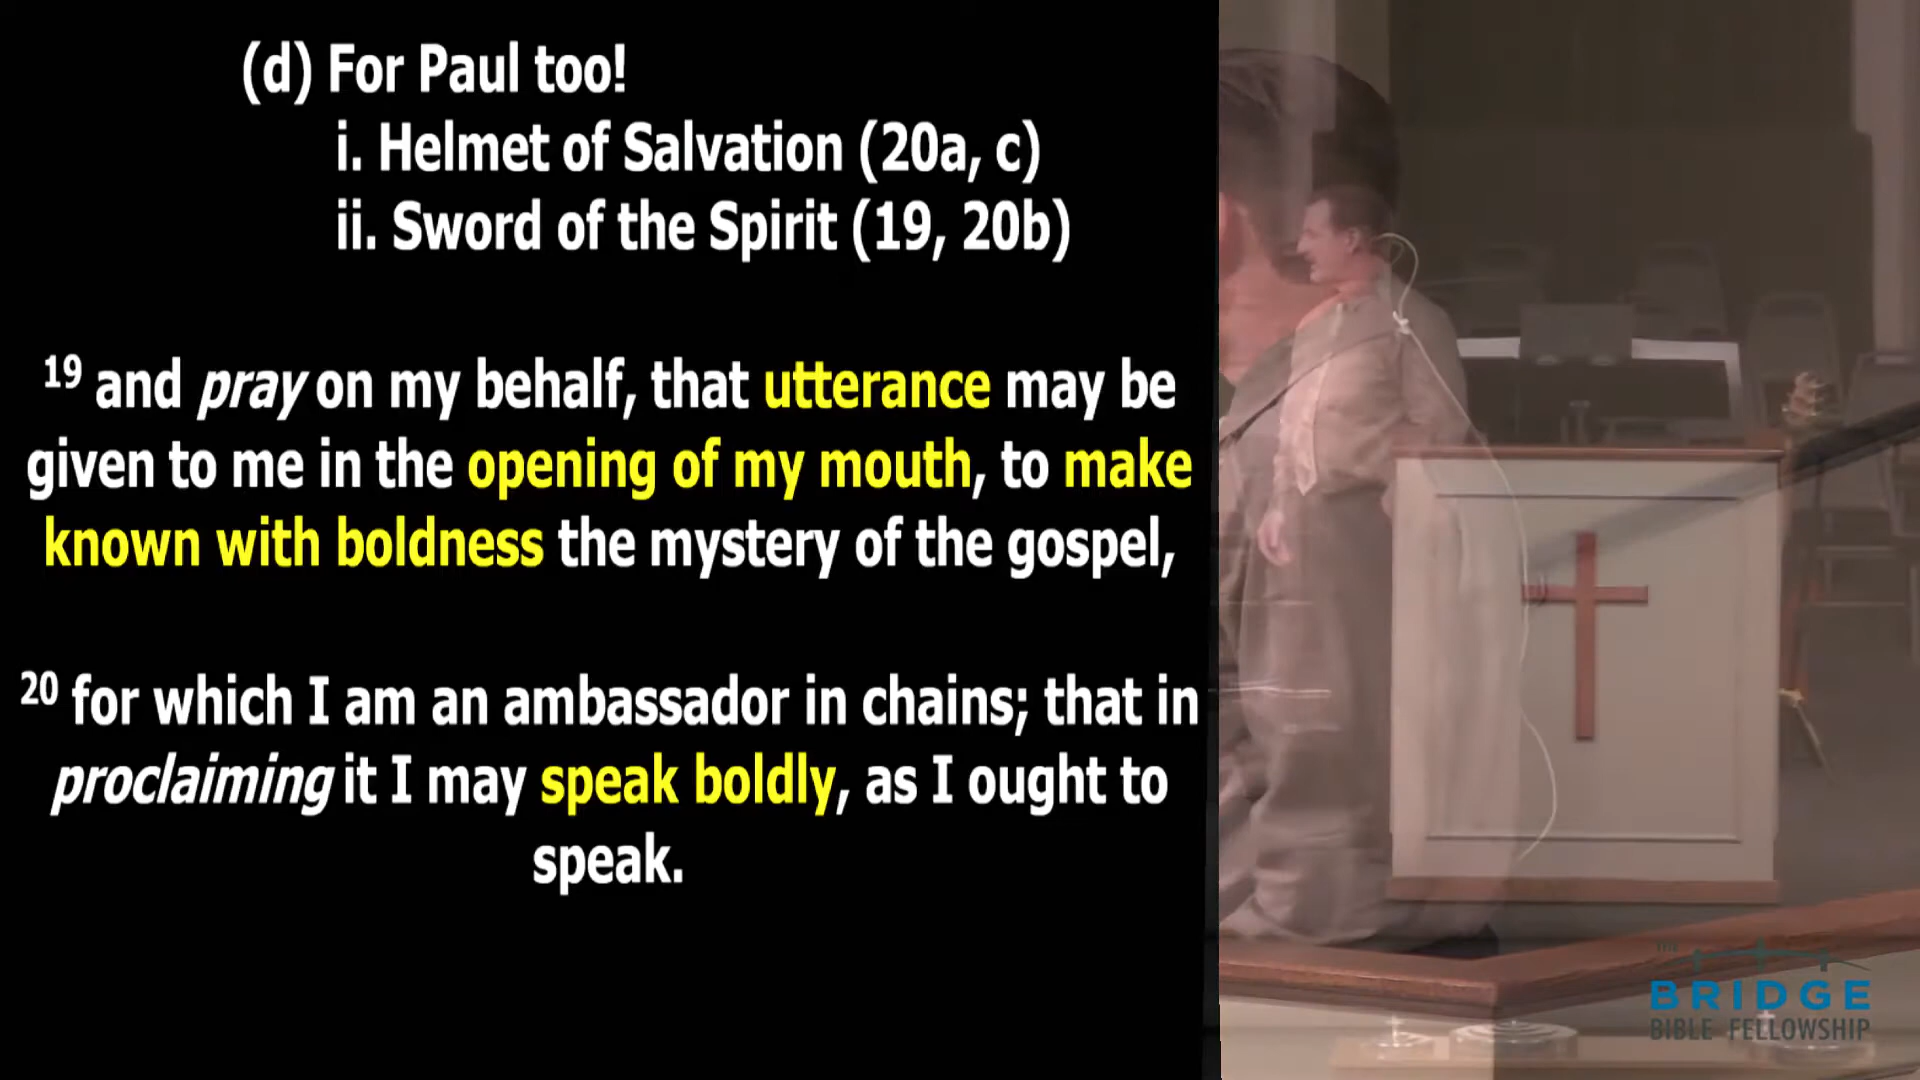 (d) For Paul too!
i. Helmet of Salvation (20a, c)
ii. Sword of the Spirit (19, 20b)
19 and pray on my behalf, that utterance may be
given to me in the opening of my mouth, to make
known with boldness the mystery of the gospel,
20 for which I am an ambassador in chains; that in
proclaiming it I may speak boldly, as I ought to
speak.
THE
BRIDGE
BIBLE FELLOWSHIP